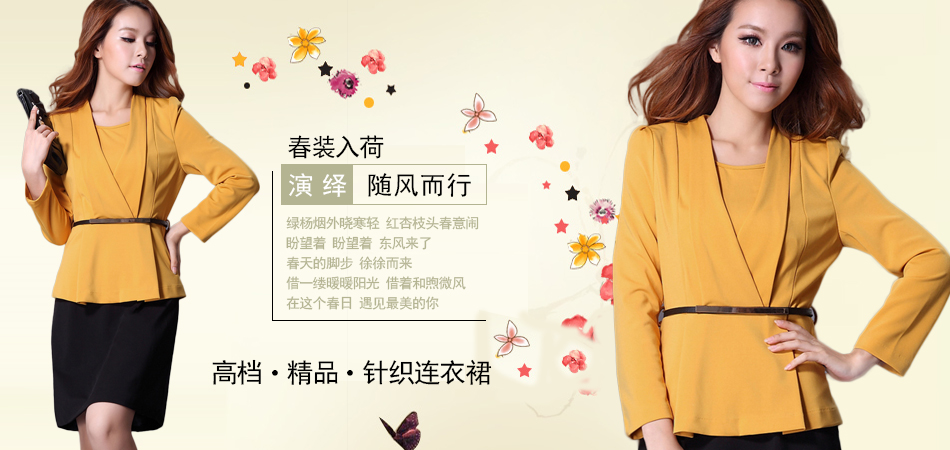 春装入荷
演绎 随风而行
绿杨烟外晓寒轻 红杏枝头春意闹
盼望着 盼望着 东风来了
春天的脚步 徐徐而来
借一缕暖暖阳光 借着和煦微风
在这个春日 遇见最美的你
高档·精品·针织连衣裙